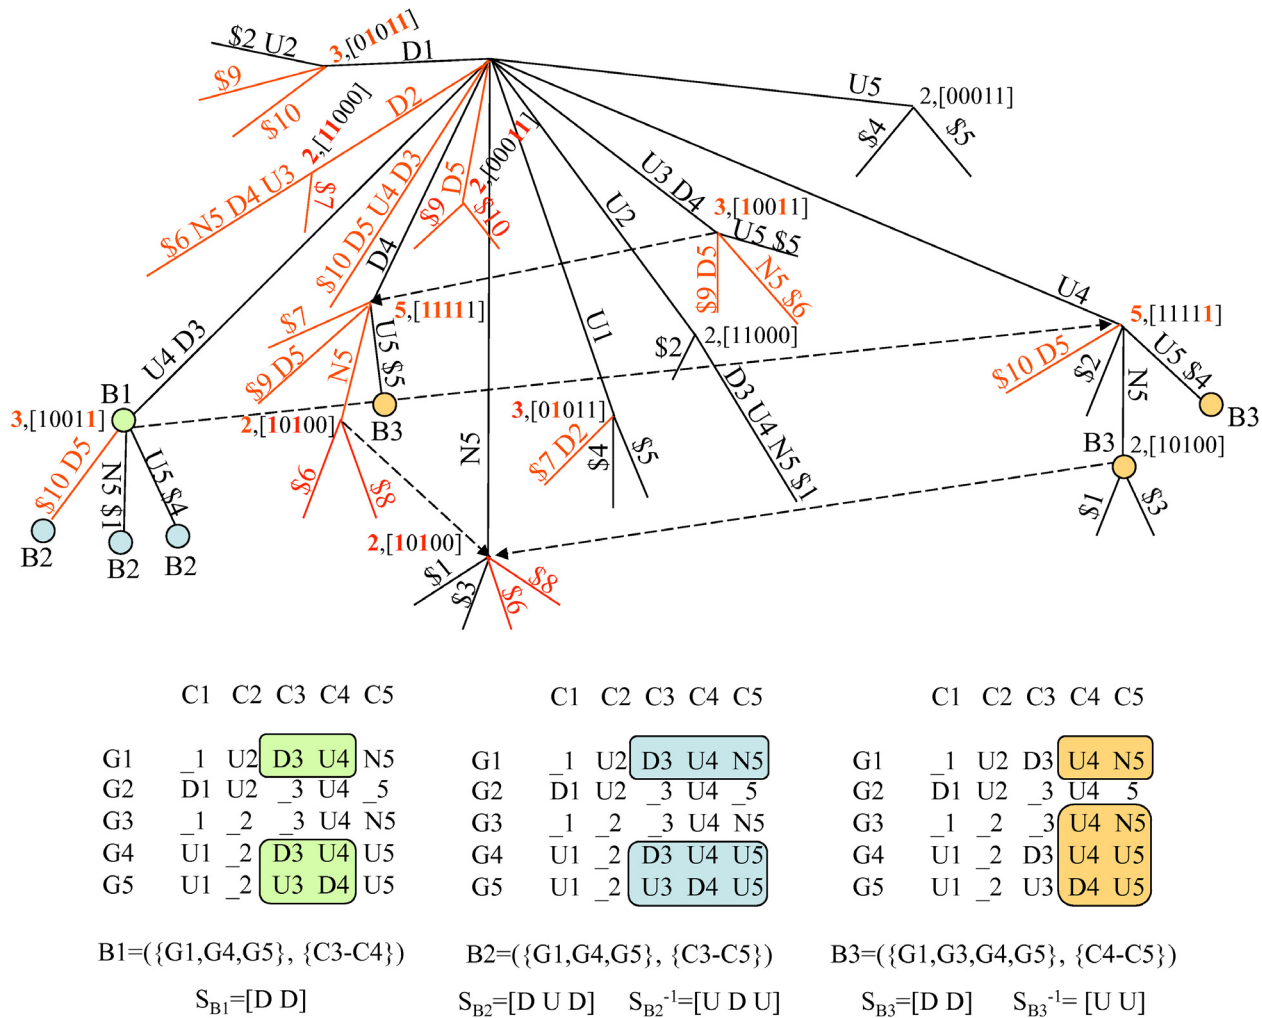 $2 U2
3,[01011]
D1
$9
$10
D2
2,[11000]
$6 N5 D4 U3
$7
$10 D5 U4 D3
$9 D5
2,[00011]
$10
U5
2,[00011]
$4
$5
U3 D4
3,[10011]
U5 $5
$9 D5
N5 $6
U2
D4
5,[11111]
$7
$9 D5
N5
U5 $5
B3
2,[10100]
$6
$8
U4 D3
B1
3,[10011]
$10 D5
N5 $1
U5 $4
B2
B2
B2
N5
2,[10100]
$1
$3
$6
$8
U1
3,[01011]
$7 D2
$4
$5
2,[11000]
$2
D3 U4 N5 $1
U4
5,[11111]
$10 D5
$2
N5
U5 $4
B3
B3
2,[10100]
$1
$3
C1 C2 C3 C4 C5
G1 _1 U2 D3 U4 N5
G2 D1 U2 _3 U4 _5
G3 _1 _2 _3 U4 N5
G4 U1 _2 D3 U4 U5
G5 U1 _2 U3 D4 U5
B1=({G1,G4,G5}, {C3-C4})
SB1=[D D]
C1 C2 C3 C4 C5
G1 _1 U2 D3 U4 N5
G2 D1 U2 _3 U4 _5
G3 _1 _2 _3 U4 N5
G4 U1 _2 D3 U4 U5
G5 U1 _2 U3 D4 U5
B2=({G1,G4,G5}, {C3-C5})
SB2=[D U D] SB2-1=[U D U]
C1 C2 C3 C4 C5
G1 _1 U2 D3 U4 N5
G2 D1 U2 _3 U4 _5
G3 _1 _2 _3 U4 N5
G4 U1 _2 D3 U4 U5
G5 U1 _2 U3 D4 U5
B3=({G1,G3,G4,G5}, {C4-C5})
SB3=[D D] SB3-1= [U U]